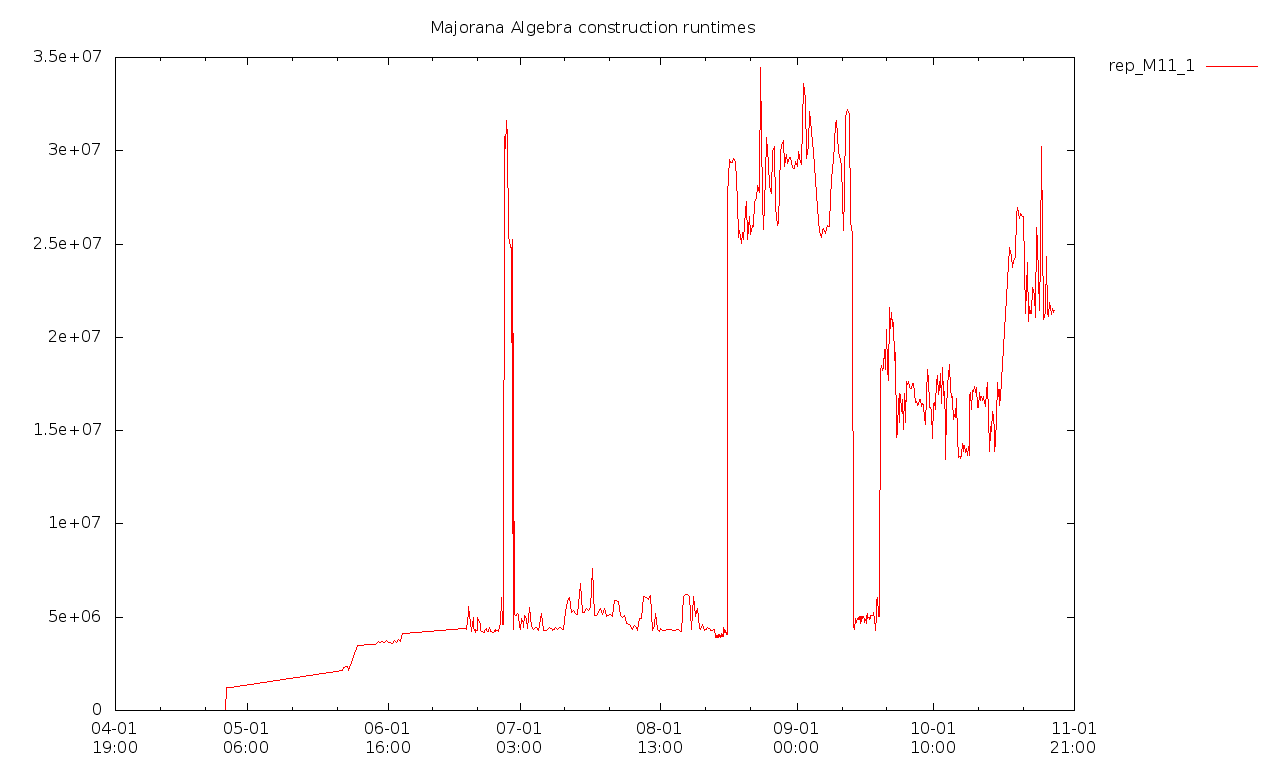 Majorana Algebra construction runtimes
rep_M11_1
3.5e+07
3e+07
2.5e+07
2e+07
1.5e+07
1e+07
5e+06
0
04-01 05-01 06-01 07-01 08-01 09-01 10-01 11-01
19:00 06:00 16:00 03:00 13:00 00:00 10:00 21:00